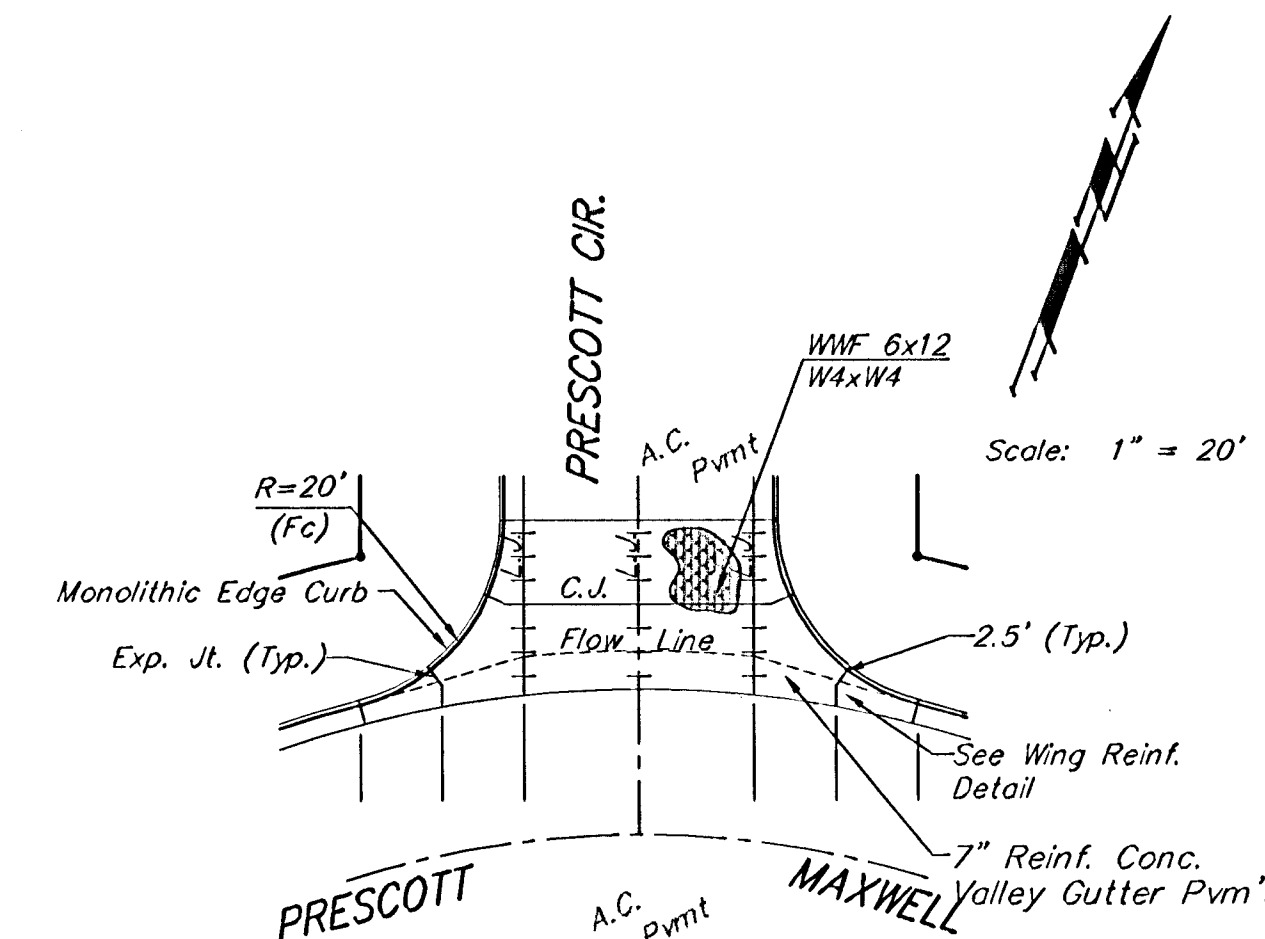 PRESCOTT CIR.
WWF 6x12
W4xW4
A.C.
Pvmt
Scale: 1" = 20'
R=20'
(Fc)
Monolithic Edge Curb
C.J.
Exp. Jt. (Typ.)
Flow Line
2.5' (Typ.)
See Wing Reinf.
Detail
7" Reinf. Conc.
Valley Gutter Pvm'
PRESCOTT
MAXWELL
A.C.
Pvmt